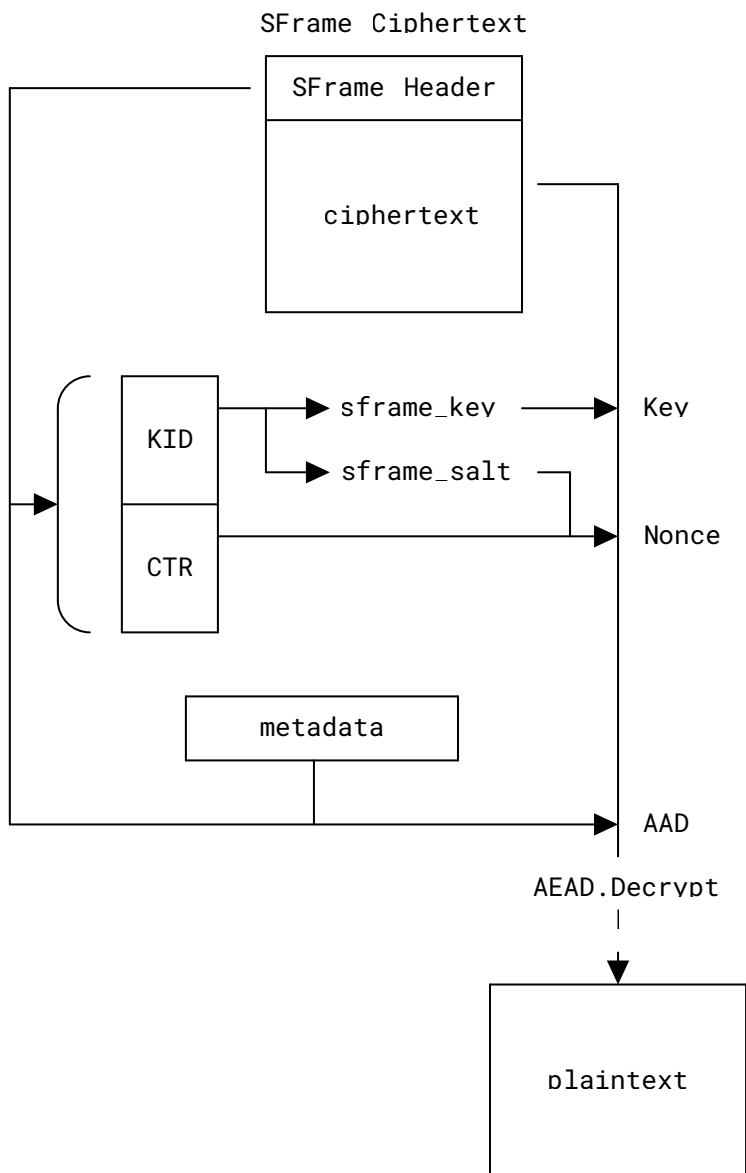 SFrame Ciphertext
SFrame Header
ciphertext
KID
sframe_key
Key
sframe_salt
CTR
Nonce
metadata
AAD
AEAD.Decrypt
plaintext